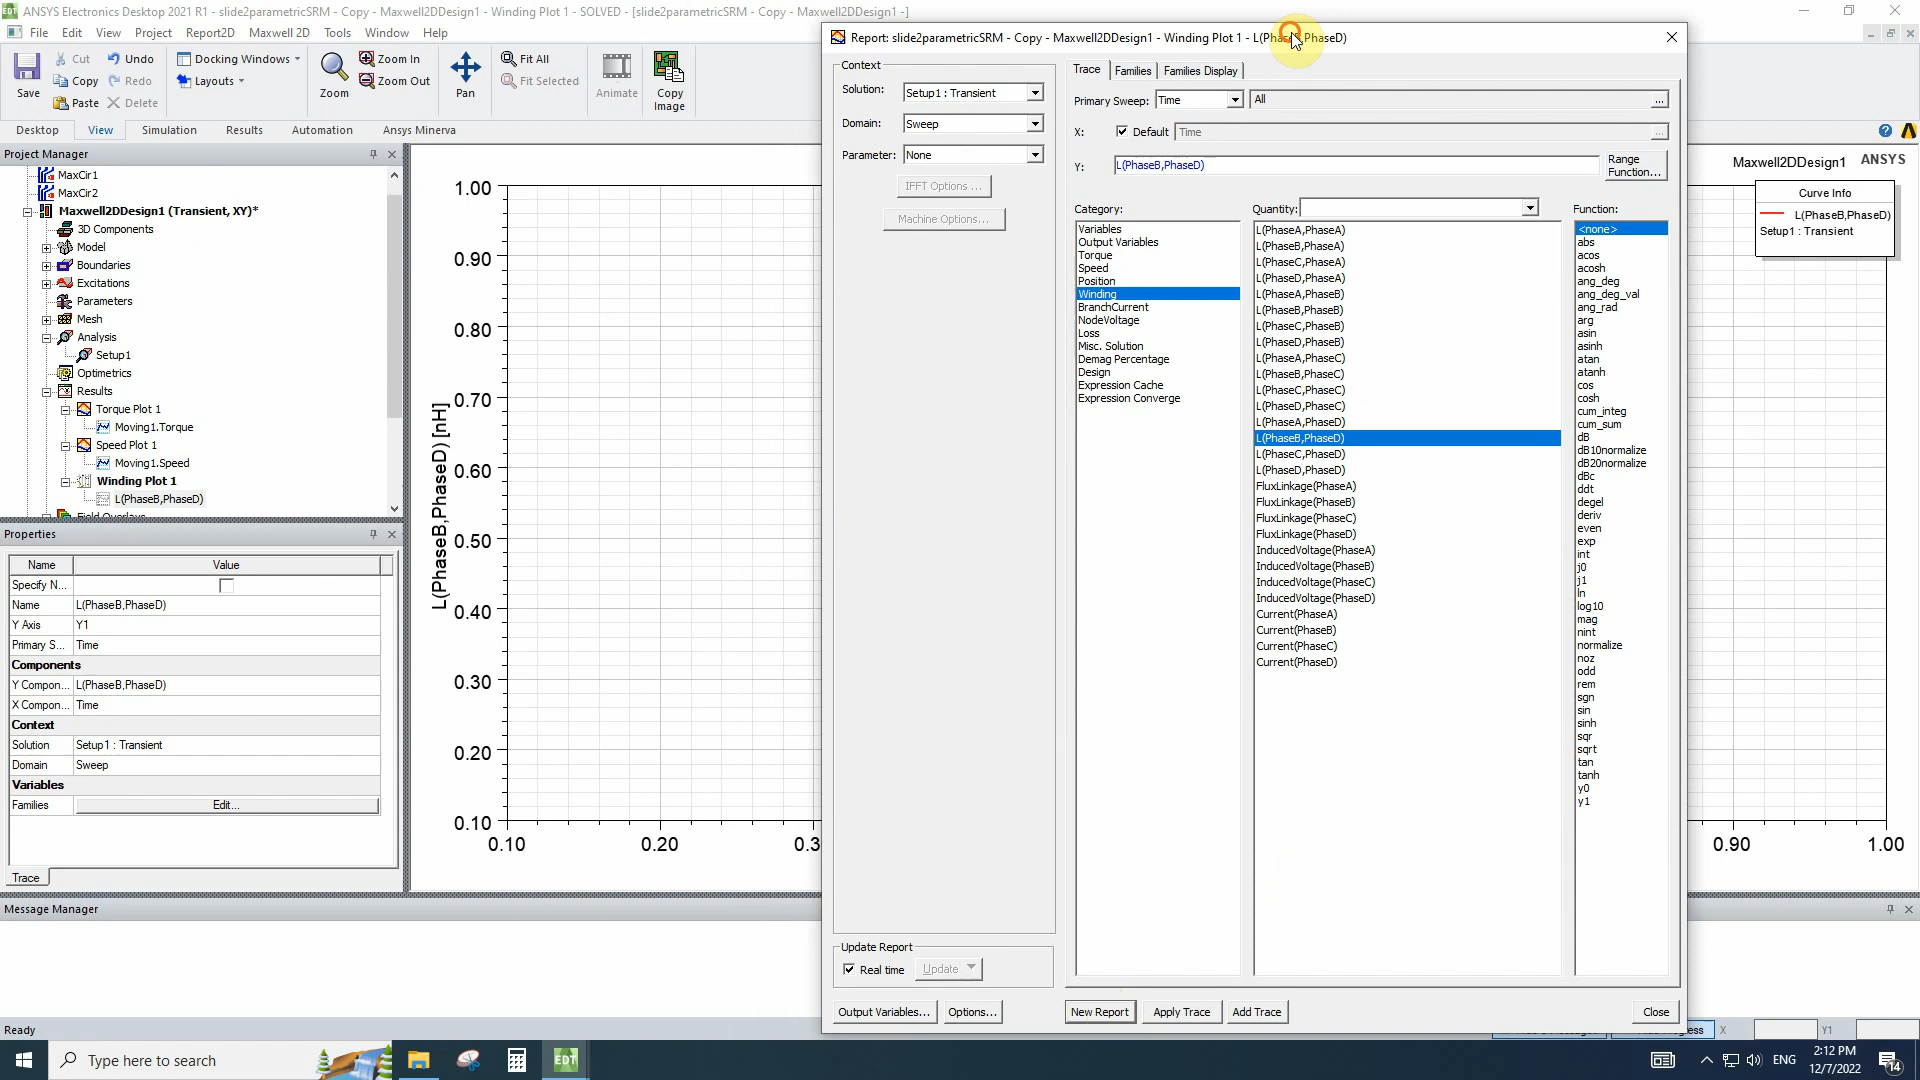 ANSYS Electronics Desktop 2021 R1 - slide2parametricSRM - Copy - Maxwell2DDesign1 - Winding Plot 1 - SOLVED - [slide2parametricSRM - Copy - Maxwell2DDesign1 -]
File Edit View Project Report2D Maxwell 2D Tools Window Help
Save
Cut
Copy
Paste
Undo
Redo
Delete
Docking Windows
Layouts
Zoom
Zoom In
Zoom Out
Pan
Fit All
Fit Selected
Animate
Copy
Image
Desktop View Simulation Results Automation Ansys Minerva
Project Manager
MaxCir1
MaxCir2
Maxwell2DDesign1 (Transient, XY)*
3D Components
Model
Boundaries
Excitations
Parameters
Mesh
Analysis
Setup1
Optimetrics
Results
Torque Plot 1
Moving1.Torque
Speed Plot 1
Moving1.Speed
Winding Plot 1
L(PhaseB,PhaseD)
Field Overlays
Properties
Name Value
Specify N...
Name L(PhaseB,PhaseD)
Y Axis Y1
Primary S... Time
Components
Y Compon... L(PhaseB,PhaseD)
X Compon... Time
Context
Solution Setup1 : Transient
Domain Sweep
Variables
Families Edit...
Trace
1.00
0.90
0.80
0.70
0.60
0.50
0.40
0.30
0.20
0.10
L(PhaseB,PhaseD) [nH]
0.10 0.20 0.3
0.90 1.00
Maxwell2DDesign1 ANSYS
Curve Info
L(PhaseB,PhaseD)
Setup1 : Transient
Report: slide2parametricSRM - Copy - Maxwell2DDesign1 - Winding Plot 1 - L(PhaseB,PhaseD)
Context
Solution: Setup1 : Transient
Domain: Sweep
Parameter: None
IFFT Options ...
Machine Options...
Update Report
Real time Update
Output Variables... Options...
Trace Families Families Display
Primary Sweep: Time All ...
X: Default Time ...
Y: L(PhaseB,PhaseD)
Range
Function...
Category:
Variables
Output Variables
Torque
Speed
Position
Winding
BranchCurrent
NodeVoltage
Loss
Misc. Solution
Demag Percentage
Design
Expression Cache
Expression Converge
Quantity:
L(PhaseA,PhaseA)
L(PhaseB,PhaseA)
L(PhaseC,PhaseA)
L(PhaseD,PhaseA)
L(PhaseA,PhaseB)
L(PhaseB,PhaseB)
L(PhaseC,PhaseB)
L(PhaseD,PhaseB)
L(PhaseA,PhaseC)
L(PhaseB,PhaseC)
L(PhaseC,PhaseC)
L(PhaseD,PhaseC)
L(PhaseA,PhaseD)
L(PhaseB,PhaseD)
L(PhaseC,PhaseD)
L(PhaseD,PhaseD)
FluxLinkage(PhaseA)
FluxLinkage(PhaseB)
FluxLinkage(PhaseC)
FluxLinkage(PhaseD)
InducedVoltage(PhaseA)
InducedVoltage(PhaseB)
InducedVoltage(PhaseC)
InducedVoltage(PhaseD)
Current(PhaseA)
Current(PhaseB)
Current(PhaseC)
Current(PhaseD)
Function:
<none>
abs
acos
acosh
ang_deg
ang_deg_val
ang_rad
arg
asin
asinh
atan
atanh
cos
cosh
cum_integ
cum_sum
dB
dB10normalize
dB20normalize
dBc
ddt
degel
deriv
even
exp
int
j0
j1
ln
log10
mag
nint
normalize
noz
odd
rem
sgn
sin
sinh
sqr
sqrt
tan
tanh
y0
y1
New Report Apply Trace Add Trace Close
Message Manager
Ready
X Y1
Type here to search
ENG
2:12 PM
12/7/2022
14